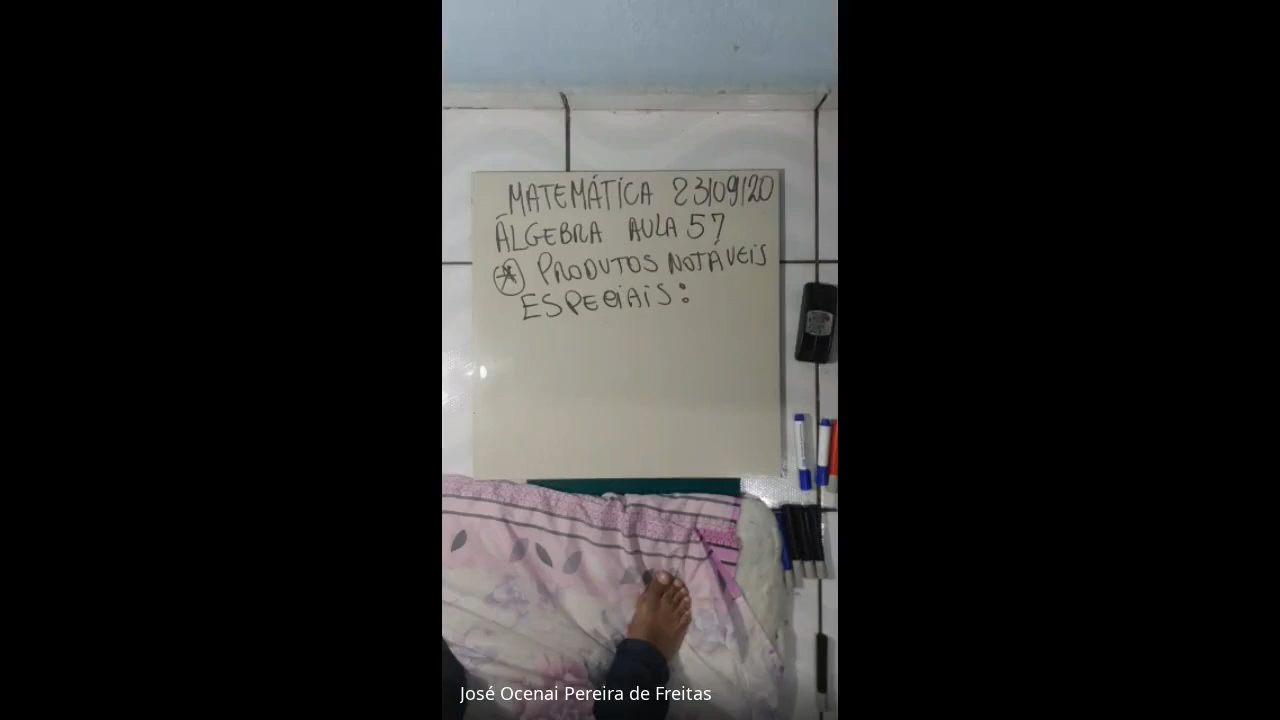 MATEMÁTICA 23/09/20
ÁLGEBRA AULA 57
* PRODUTOS NOTÁVEIS
ESPECIAIS:
José Ocenai Pereira de Freitas